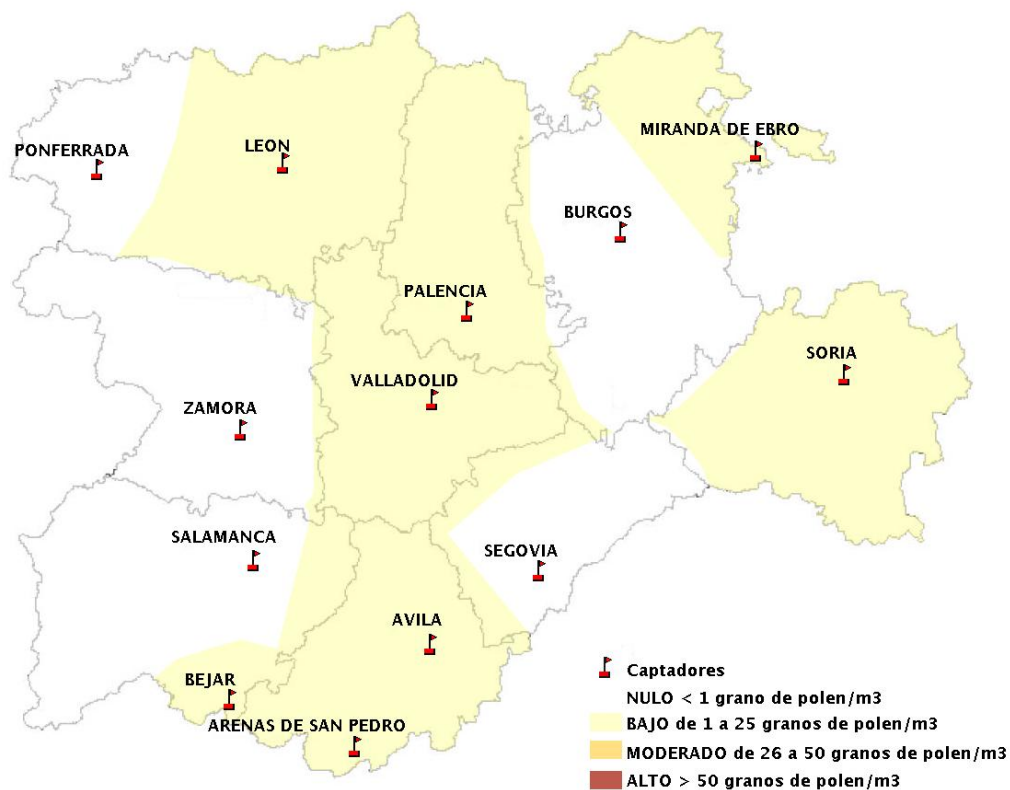 MIRANDA DE EBRO
PONFERRADA
LEON
BURGOS
PALENCIA
SORIA
VALLADOLID
ZAMORA
SALAMANCA
SEGOVIA
AVILA
BEJAR
ARENAS DE SAN PEDRO
Captadores
NULO < 1 grano de polen/m3
BAJO de 1 a 25 granos de polen/m3
MODERADO de 26 a 50 granos de polen/m3
ALTO > 50 granos de polen/m3